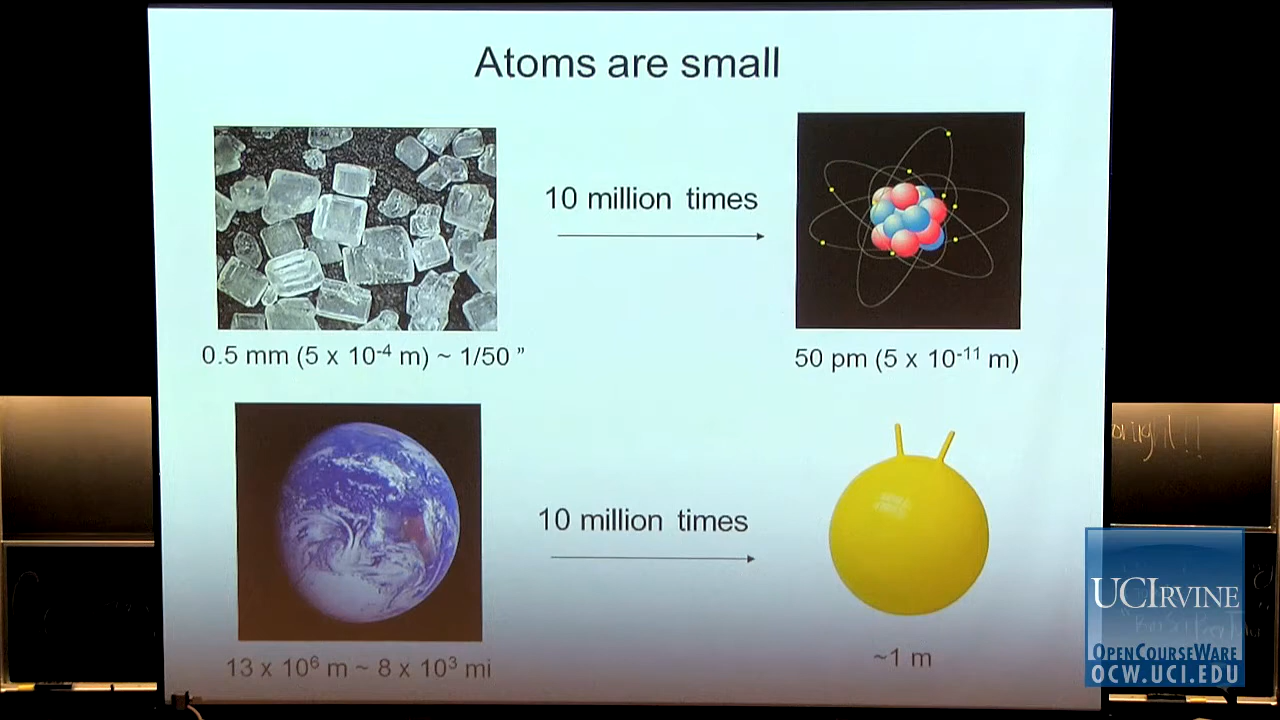 Atoms are small
10 million times
0.5 mm (5 x 10⁻⁴ m) ~ 1/50 ”
50 pm (5 x 10⁻¹¹ m)
10 million times
13 x 10⁶ m ~ 8 x 10³ mi
~1 m
UCIRVINE
OPENCOURSEWARE
OCW.UCI.EDU